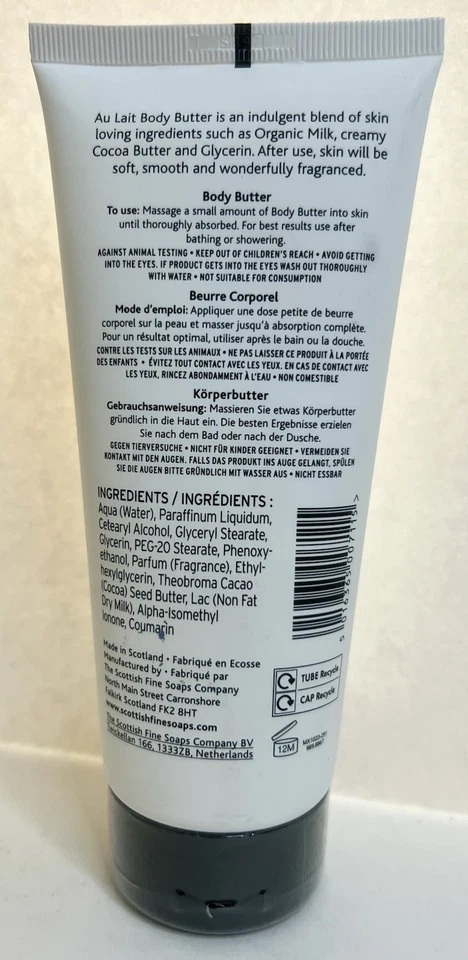 Au Lait Body Butter is an indulgent blend of skin
loving ingredients such as Organic Milk, creamy
Cocoa Butter and Glycerin. After use, skin will be
soft, smooth and wonderfully fragranced.
Body Butter
To use: Massage a small amount of Body Butter into skin
until thoroughly absorbed. For best results use after
bathing or showering.
AGAINST ANIMAL TESTING • KEEP OUT OF CHILDREN'S REACH • AVOID GETTING
INTO THE EYES. IF PRODUCT GETS INTO THE EYES WASH OUT THOROUGHLY
WITH WATER • NOT SUITABLE FOR CONSUMPTION
Beurre Corporel
Mode d'emploi: Appliquer une dose petite de beurre
corporel sur la peau et masser jusqu'à absorption complète.
Pour un résultat optimal, utiliser après le bain ou la douche.
CONTRE LES TESTS SUR LES ANIMAUX • NE PAS LAISSER CE PRODUIT À LA PORTÉE
DES ENFANTS • ÉVITEZ TOUT CONTACT AVEC LES YEUX. EN CAS DE CONTACT AVEC
LES YEUX, RINCEZ ABONDAMMENT À L'EAU • NON COMESTIBLE
Körperbutter
Gebrauchsanweisung: Massieren Sie etwas Körperbutter
gründlich in die Haut ein. Die besten Ergebnisse erzielen
Sie nach dem Bad oder nach der Dusche.
GEGEN TIERVERSUCHE • NICHT FÜR KINDER GEEIGNET • VERMEIDEN SIE
KONTAKT MIT DEN AUGEN. FALLS DAS PRODUKT INS AUGE GELANGT, SPÜLEN
SIE DIE AUGEN BITTE GRÜNDLICH MIT WASSER AUS • NICHT ESSBAR
INGREDIENTS / INGRÉDIENTS :
Aqua (Water), Paraffinum Liquidum,
Cetearyl Alcohol, Glyceryl Stearate,
Glycerin, PEG-20 Stearate, Phenoxy-
ethanol, Parfum (Fragrance), Ethyl-
hexylglycerin, Theobroma Cacao
(Cocoa) Seed Butter, Lac (Non Fat
Dry Milk), Alpha-Isomethyl
Ionone, Coumarin
5 016365 007115 >
Made in Scotland • Fabriqué en Ecosse
Manufactured by • Fabriqué par
The Scottish Fine Soaps Company
North Main Street Carronshore
Falkirk Scotland FK2 8HT
www.scottishfinesoaps.com
The Scottish Fine Soaps Company BV
166, 1333ZB, Netherlands
TUBE Recycle
CAP Recycle
12M